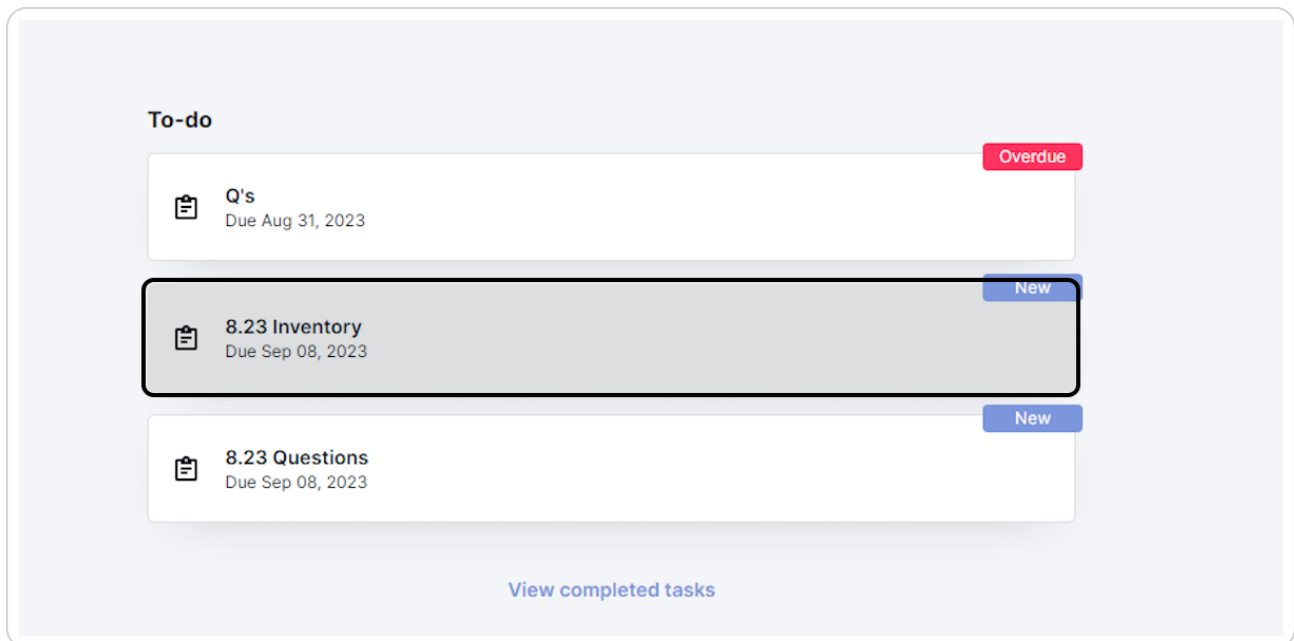 To-do
Overdue
Q's
Due Aug 31, 2023
New
8.23 Inventory
Due Sep 08, 2023
New
8.23 Questions
Due Sep 08, 2023
View completed tasks